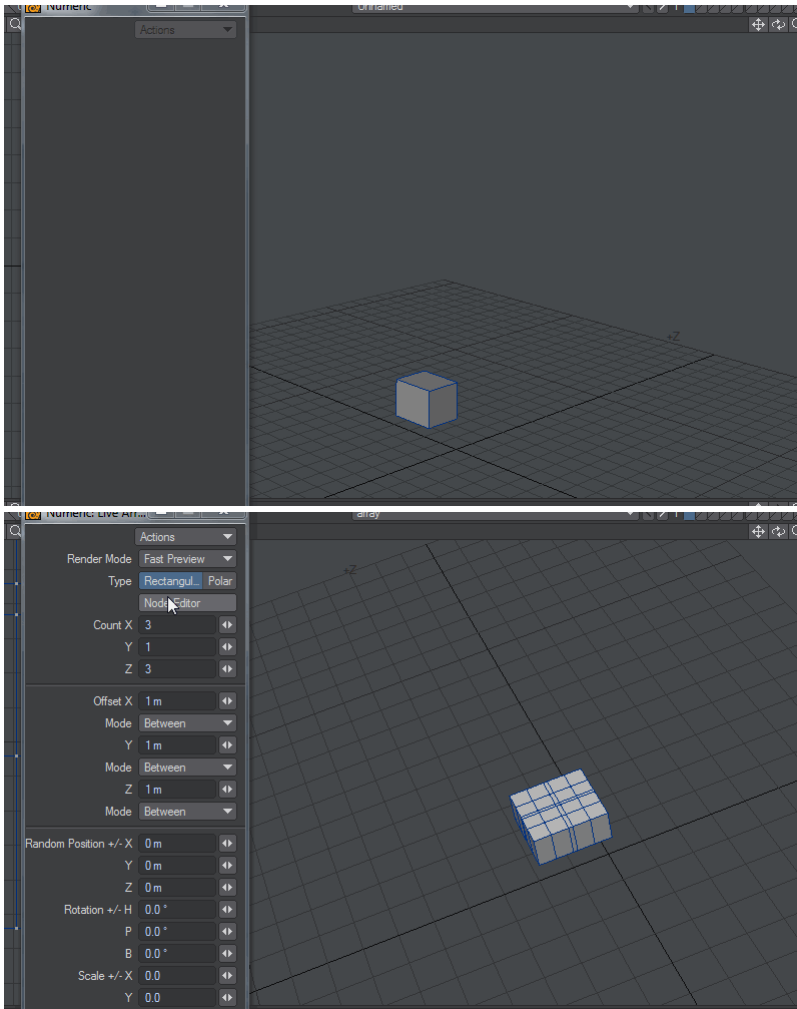 Numeric
unnamed
Actions
+Z
Numeric: Live Arr...
array
Actions
Render Mode Fast Preview
Type Rectangul... Polar
Node Editor
Count X 3
Y 1
Z 3
Offset X 1 m
Mode Between
Y 1 m
Mode Between
Z 1 m
Mode Between
Random Position +/- X 0 m
Y 0 m
Z 0 m
Rotation +/- H 0.0 °
P 0.0 °
B 0.0 °
Scale +/- X 0.0
Y 0.0
+Z